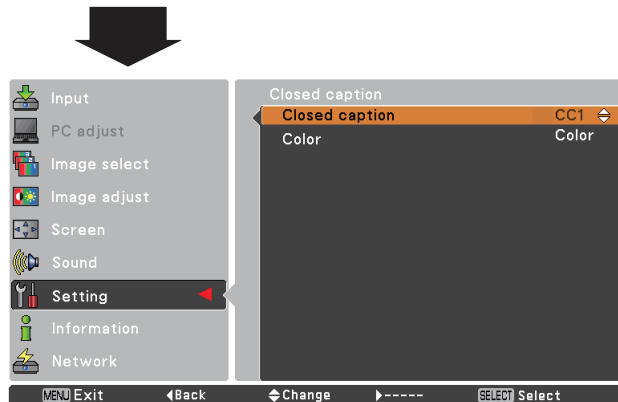 Input
PC adjust
Image select
Image adjust
Screen
Sound
Setting
Information
Network
Closed caption
Closed caption CC1
Color Color
MENU Exit Back Change ----- SELECT Select